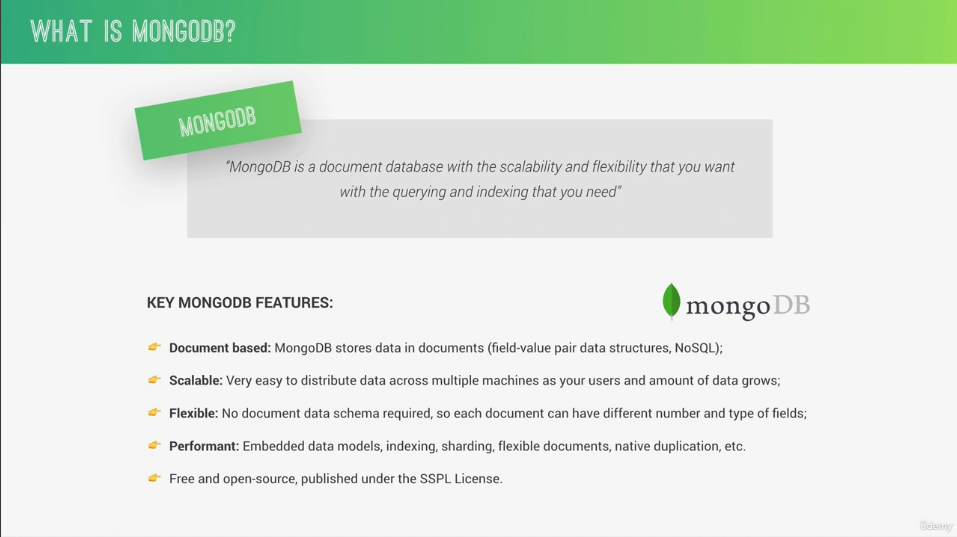 WHAT IS MONGODB?
MONGODB
“MongoDB is a document database with the scalability and flexibility that you want
with the querying and indexing that you need”
KEY MONGODB FEATURES:
mongoDB
Document based: MongoDB stores data in documents (field-value pair data structures, NoSQL);
Scalable: Very easy to distribute data across multiple machines as your users and amount of data grows;
Flexible: No document data schema required, so each document can have different number and type of fields;
Performant: Embedded data models, indexing, sharding, flexible documents, native duplication, etc.
Free and open-source, published under the SSPL License.
ûdemy